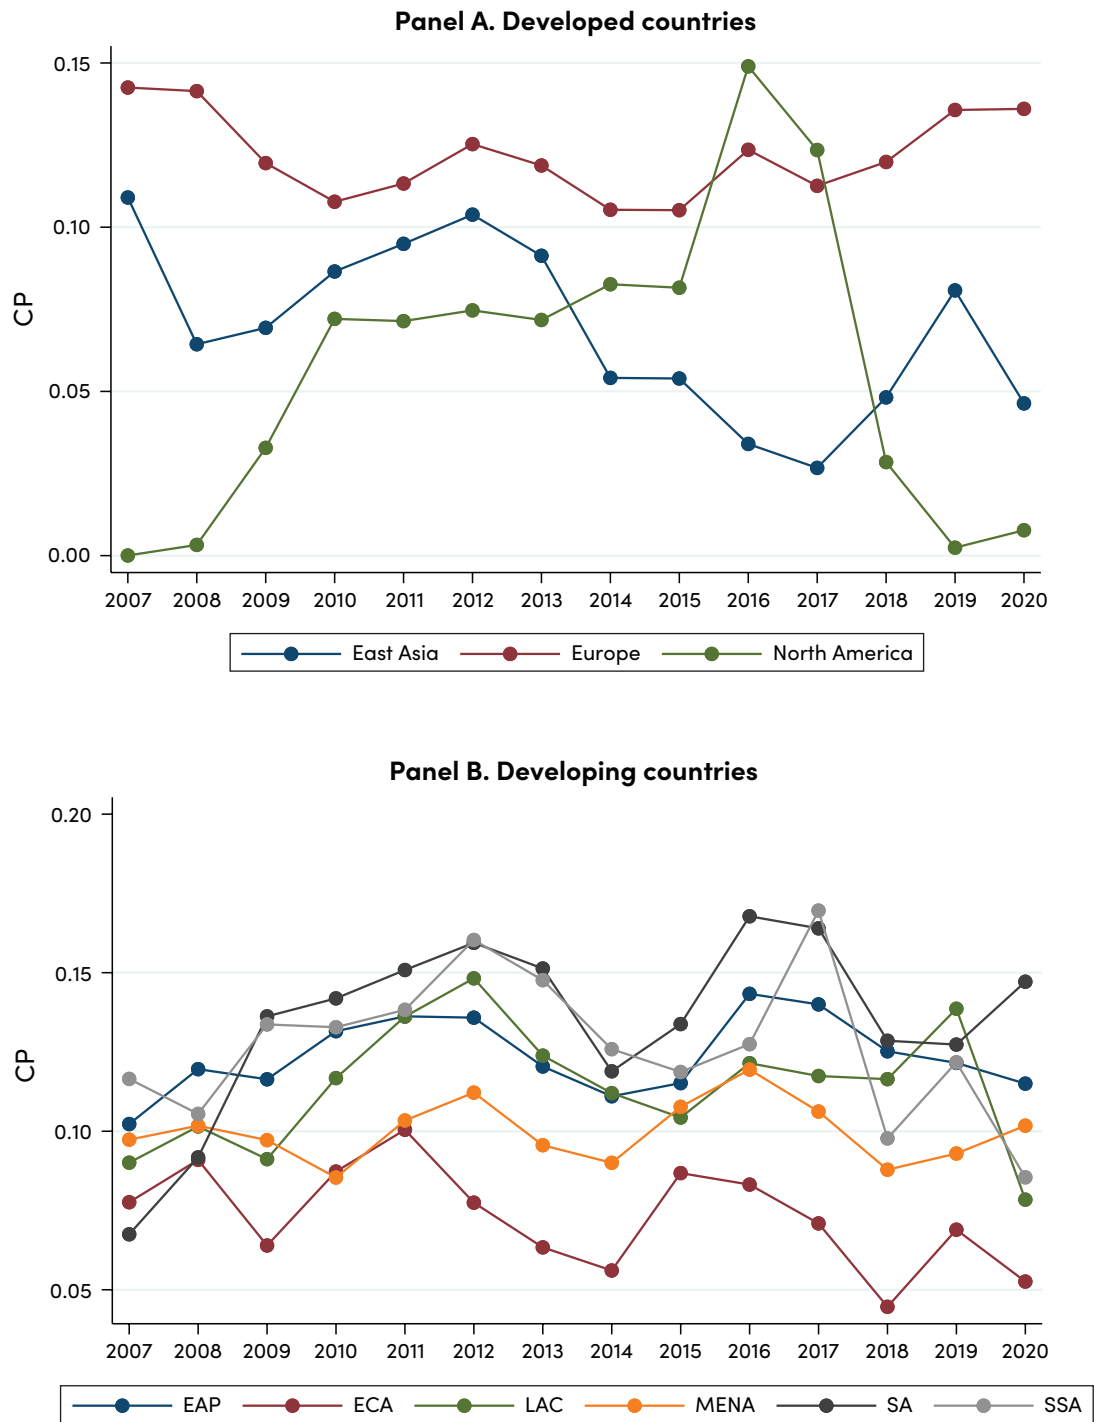 Panel A. Developed countries
0.15
0.10
0.05
0.00
CP
2007 2008 2009 2010 2011 2012 2013 2014 2015 2016 2017 2018 2019 2020
East Asia Europe North America
Panel B. Developing countries
0.20
0.15
0.10
0.05
CP
2007 2008 2009 2010 2011 2012 2013 2014 2015 2016 2017 2018 2019 2020
EAP ECA LAC MENA SA SSA